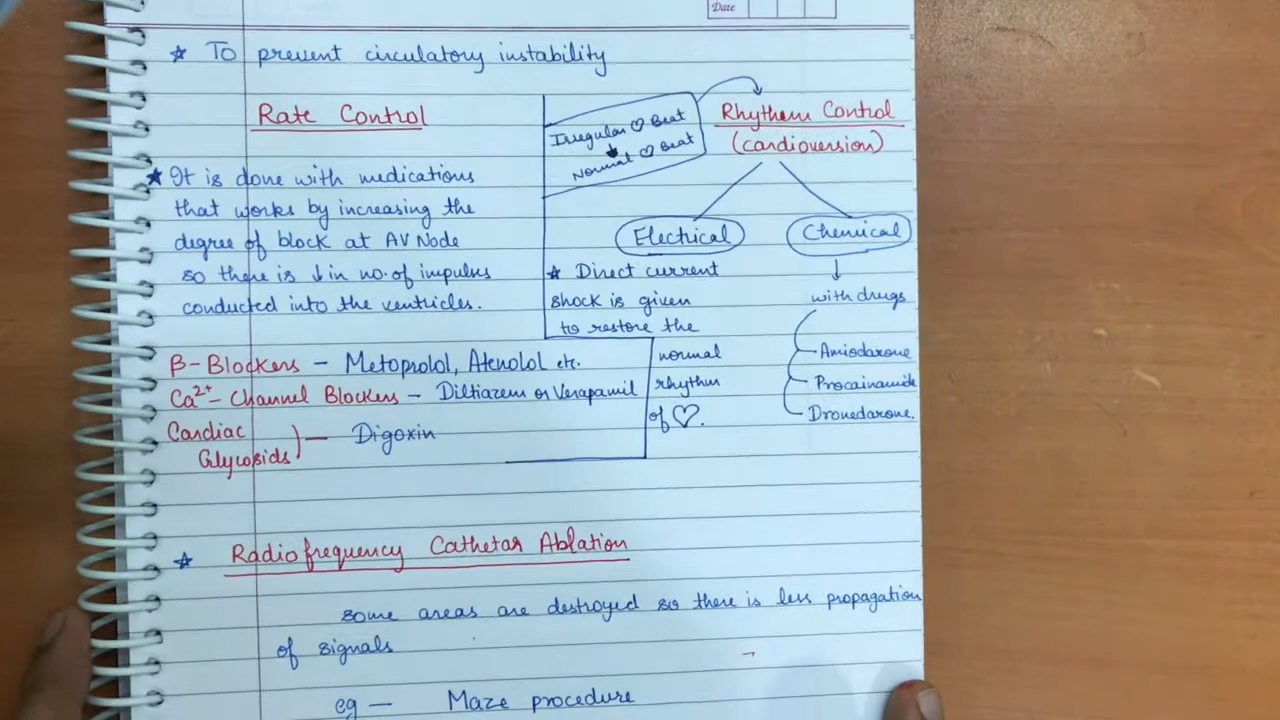 Date
★ To prevent circulatory instability
Rate Control
★ It is done with medications
that works by increasing the
degree of block at AV Node
so there is ↓ in no. of impulses
conducted into the ventricles.
Irregular ♡ Beat
↓
Normal ♡ Beat
Rhythem Control
(cardioversion)
Electrical
★ Direct current
shock is given
to restore the
normal
rhythm
of ♡.
Chemical
↓
with drugs
Amiodarone
Procainamide
Dronedarone.
β-Blockers – Metoprolol, Atenolol etc.
Ca²⁺- Channel Blockers – Diltiazem or Verapamil
Cardiac
Glycosids ) – Digoxin
★ Radiofrequency Cathetar Ablation
some areas are destroyed so there is less propagation
of signals
eg – Maze procedure